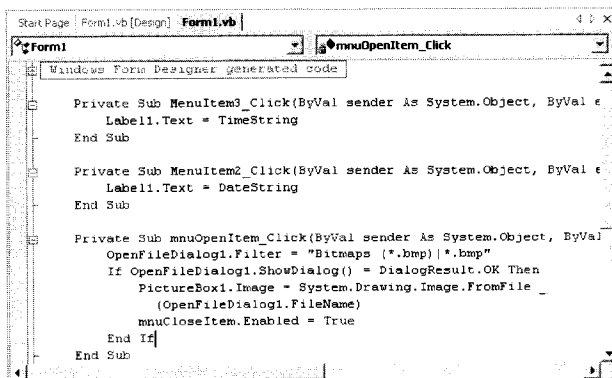 Start Page Form1.vb [Design] Form1.vb
Form1 mnuOpenItem_Click
Windows Form Designer generated code
Private Sub MenuItem3_Click(ByVal sender As System.Object, ByVal e
Label1.Text = TimeString
End Sub
Private Sub MenuItem2_Click(ByVal sender As System.Object, ByVal e
Label1.Text = DateString
End Sub
Private Sub mnuOpenItem_Click(ByVal sender As System.Object, ByVal
OpenFileDialog1.Filter = "Bitmaps (*.bmp)|*.bmp"
If OpenFileDialog1.ShowDialog() = DialogResult.OK Then
PictureBox1.Image = System.Drawing.Image.FromFile _
(OpenFileDialog1.FileName)
mnuCloseItem.Enabled = True
End If
End Sub